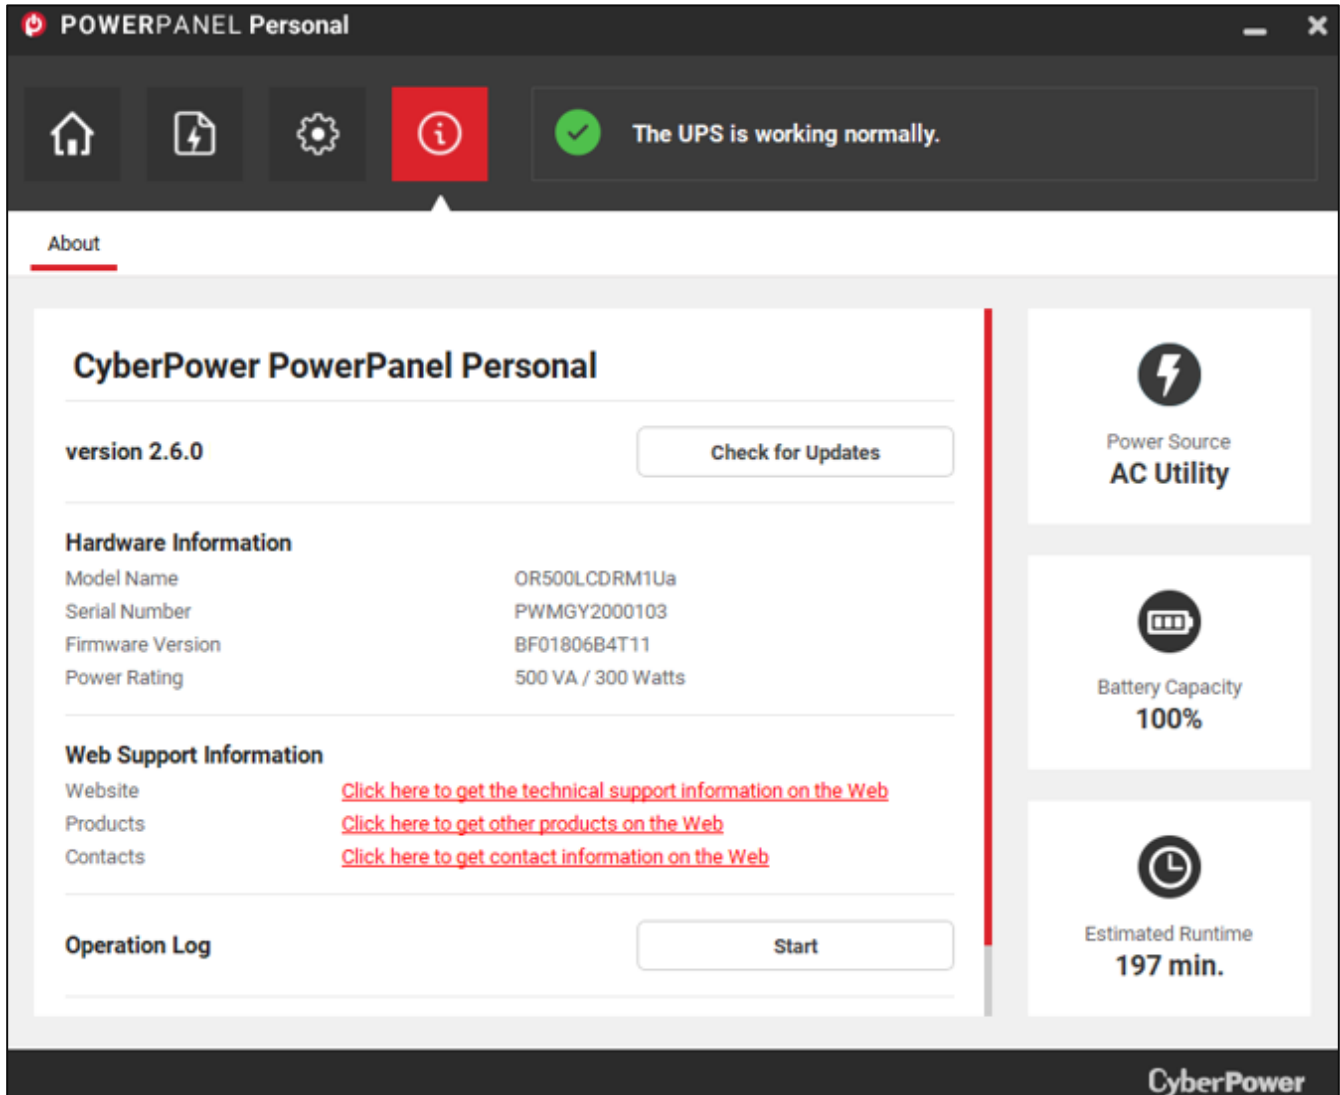 POWERPANEL Personal
The UPS is working normally.
About
CyberPower PowerPanel Personal
version 2.6.0
Check for Updates
Hardware Information
Model Name OR500LCDRM1Ua
Serial Number PWMGY2000103
Firmware Version BF01806B4T11
Power Rating 500 VA / 300 Watts
Web Support Information
Website Click here to get the technical support information on the Web
Products Click here to get other products on the Web
Contacts Click here to get contact information on the Web
Operation Log
Start
Power Source
AC Utility
Battery Capacity
100%
Estimated Runtime
197 min.
CyberPower